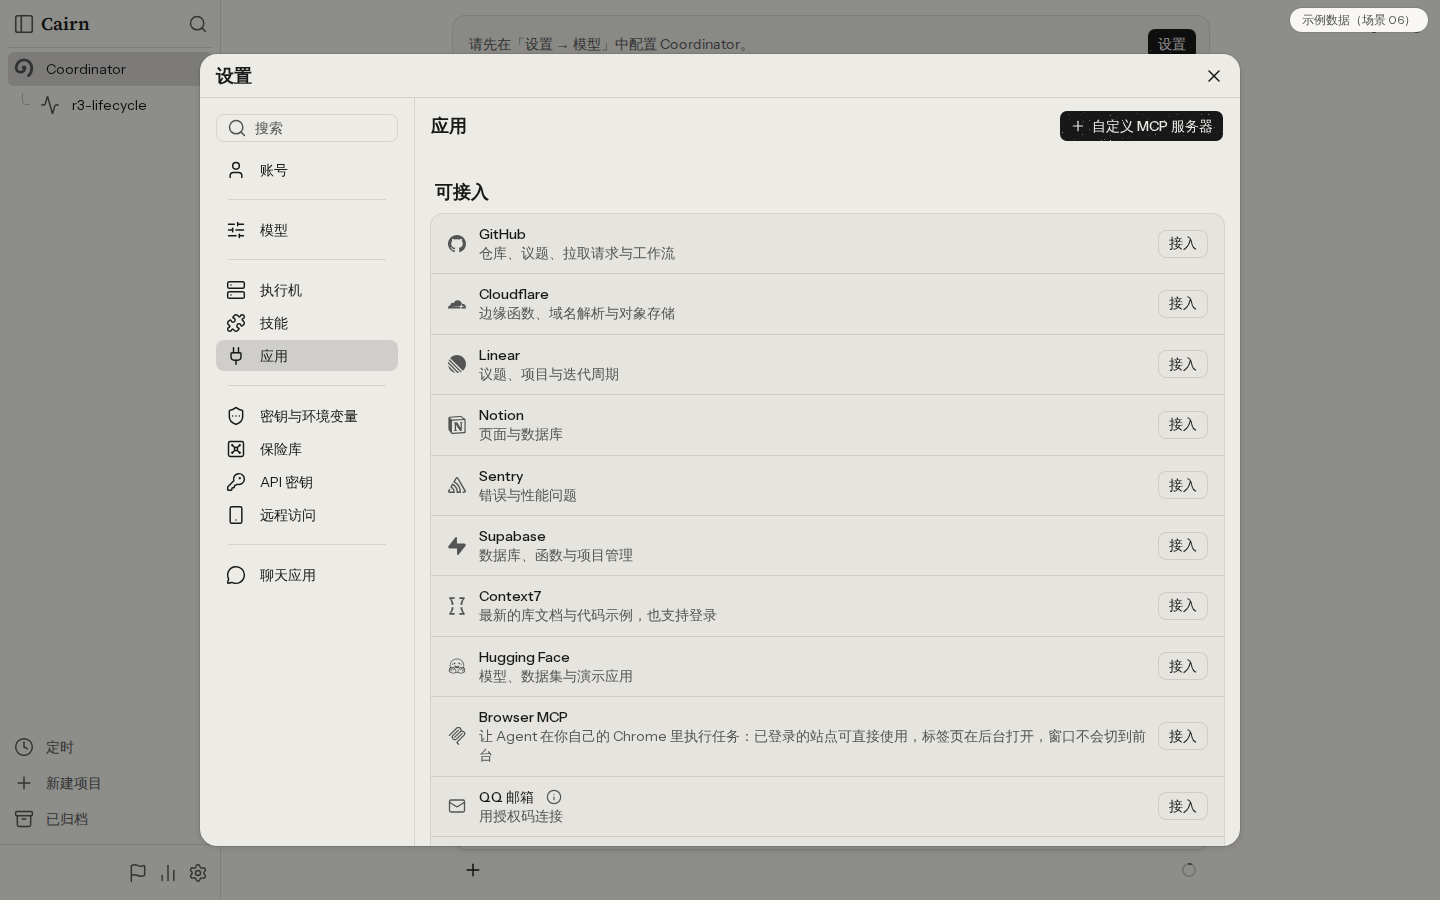 Cairn
Coordinator
r3-lifecycle
定时
新建项目
已归档
请先在「设置 → 模型」中配置 Coordinator。
设置
示例数据（场景 06）
设置
搜索
账号
模型
执行机
技能
应用
密钥与环境变量
保险库
API 密钥
远程访问
聊天应用
应用
自定义 MCP 服务器
可接入
GitHub
仓库、议题、拉取请求与工作流
接入
Cloudflare
边缘函数、域名解析与对象存储
接入
Linear
议题、项目与迭代周期
接入
Notion
页面与数据库
接入
Sentry
错误与性能问题
接入
Supabase
数据库、函数与项目管理
接入
Context7
最新的库文档与代码示例，也支持登录
接入
Hugging Face
模型、数据集与演示应用
接入
Browser MCP
让 Agent 在你自己的 Chrome 里执行任务：已登录的站点可直接使用，标签页在后台打开，窗口不会切到前
台
接入
QQ 邮箱
用授权码连接
接入